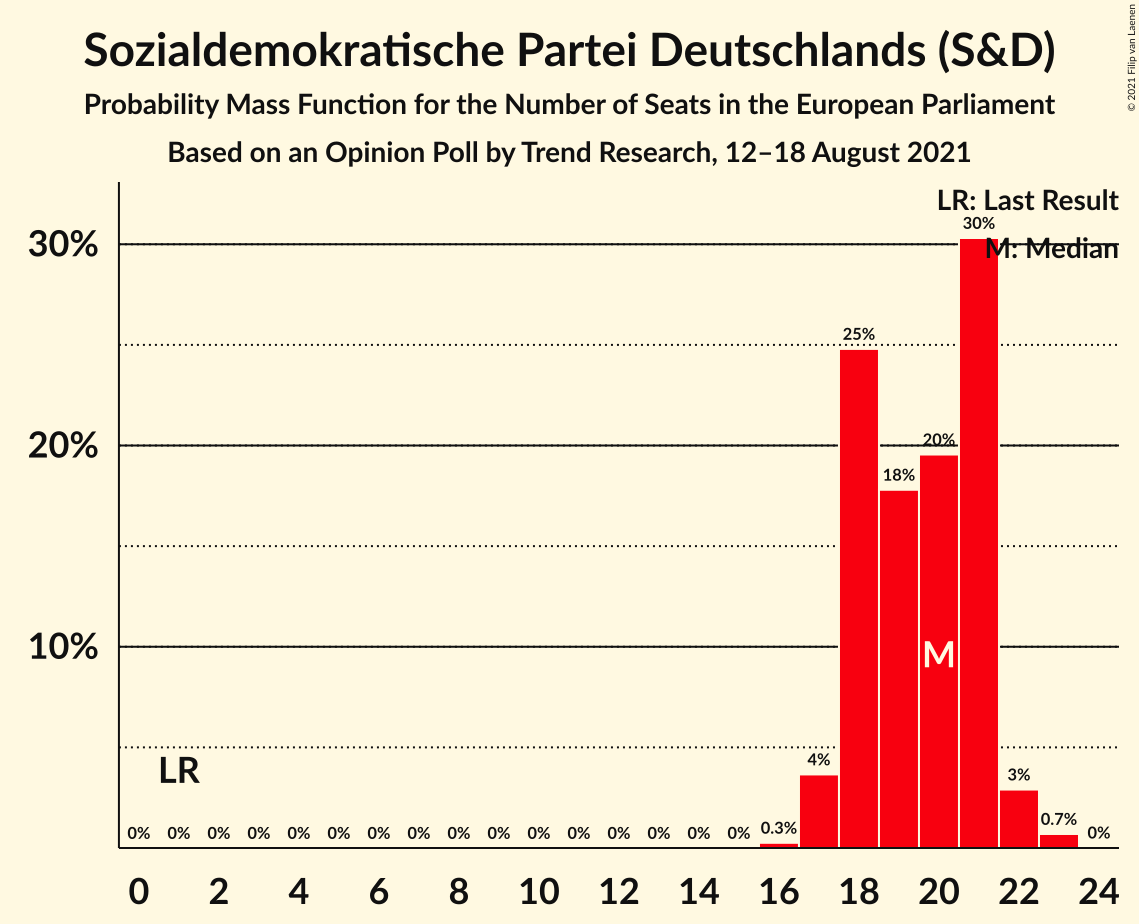 Sozialdemokratische Partei Deutschlands (S&D)
Probability Mass Function for the Number of Seats in the European Parliament
Based on an Opinion Poll by Trend Research, 12–18 August 2021
© 2021 Filip van Laenen
LR: Last Result
M: Median
30%
20%
10%
30%
25%
20%
18%
M
LR
4%
3%
0% 0% 0% 0% 0% 0% 0% 0% 0% 0% 0% 0% 0% 0% 0% 0% 0.3% 0.7% 0%
0 2 4 6 8 10 12 14 16 18 20 22 24